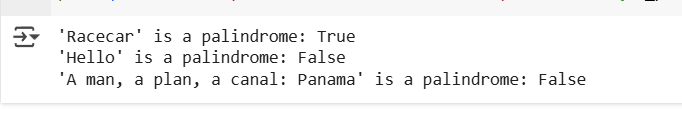 'Racecar' is a palindrome: True
'Hello' is a palindrome: False
'A man, a plan, a canal: Panama' is a palindrome: False